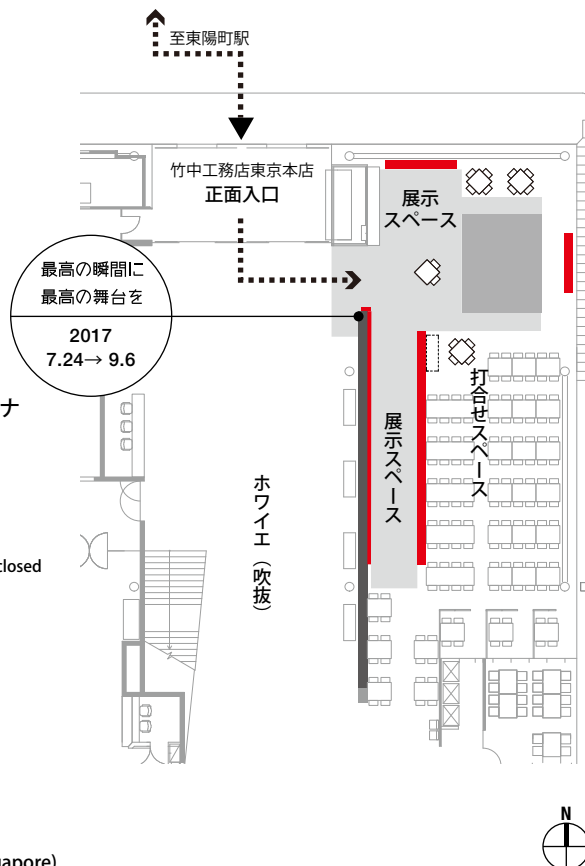 至東陽町駅
竹中工務店東京本店
正面入口
展示
スペース
最高の瞬間に
最高の舞台を
2017
7.24→ 9.6
ナ
打合せスペース
展示スペース
ホワイエ（吹抜）
closed
N
gapore)